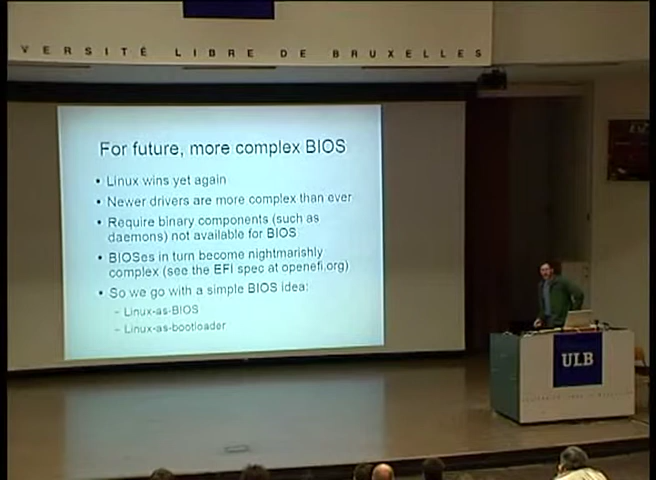 VERSITÉ LIBRE DE BRUXELLES
For future, more complex BIOS
• Linux wins yet again
• Newer drivers are more complex than ever
• Require binary components (such as
daemons) not available for BIOS
• BIOSes in turn become nightmarishly
complex (see the EFI spec at openefi.org)
• So we go with a simple BIOS idea:
– Linux-as-BIOS
– Linux-as-bootloader
ULB